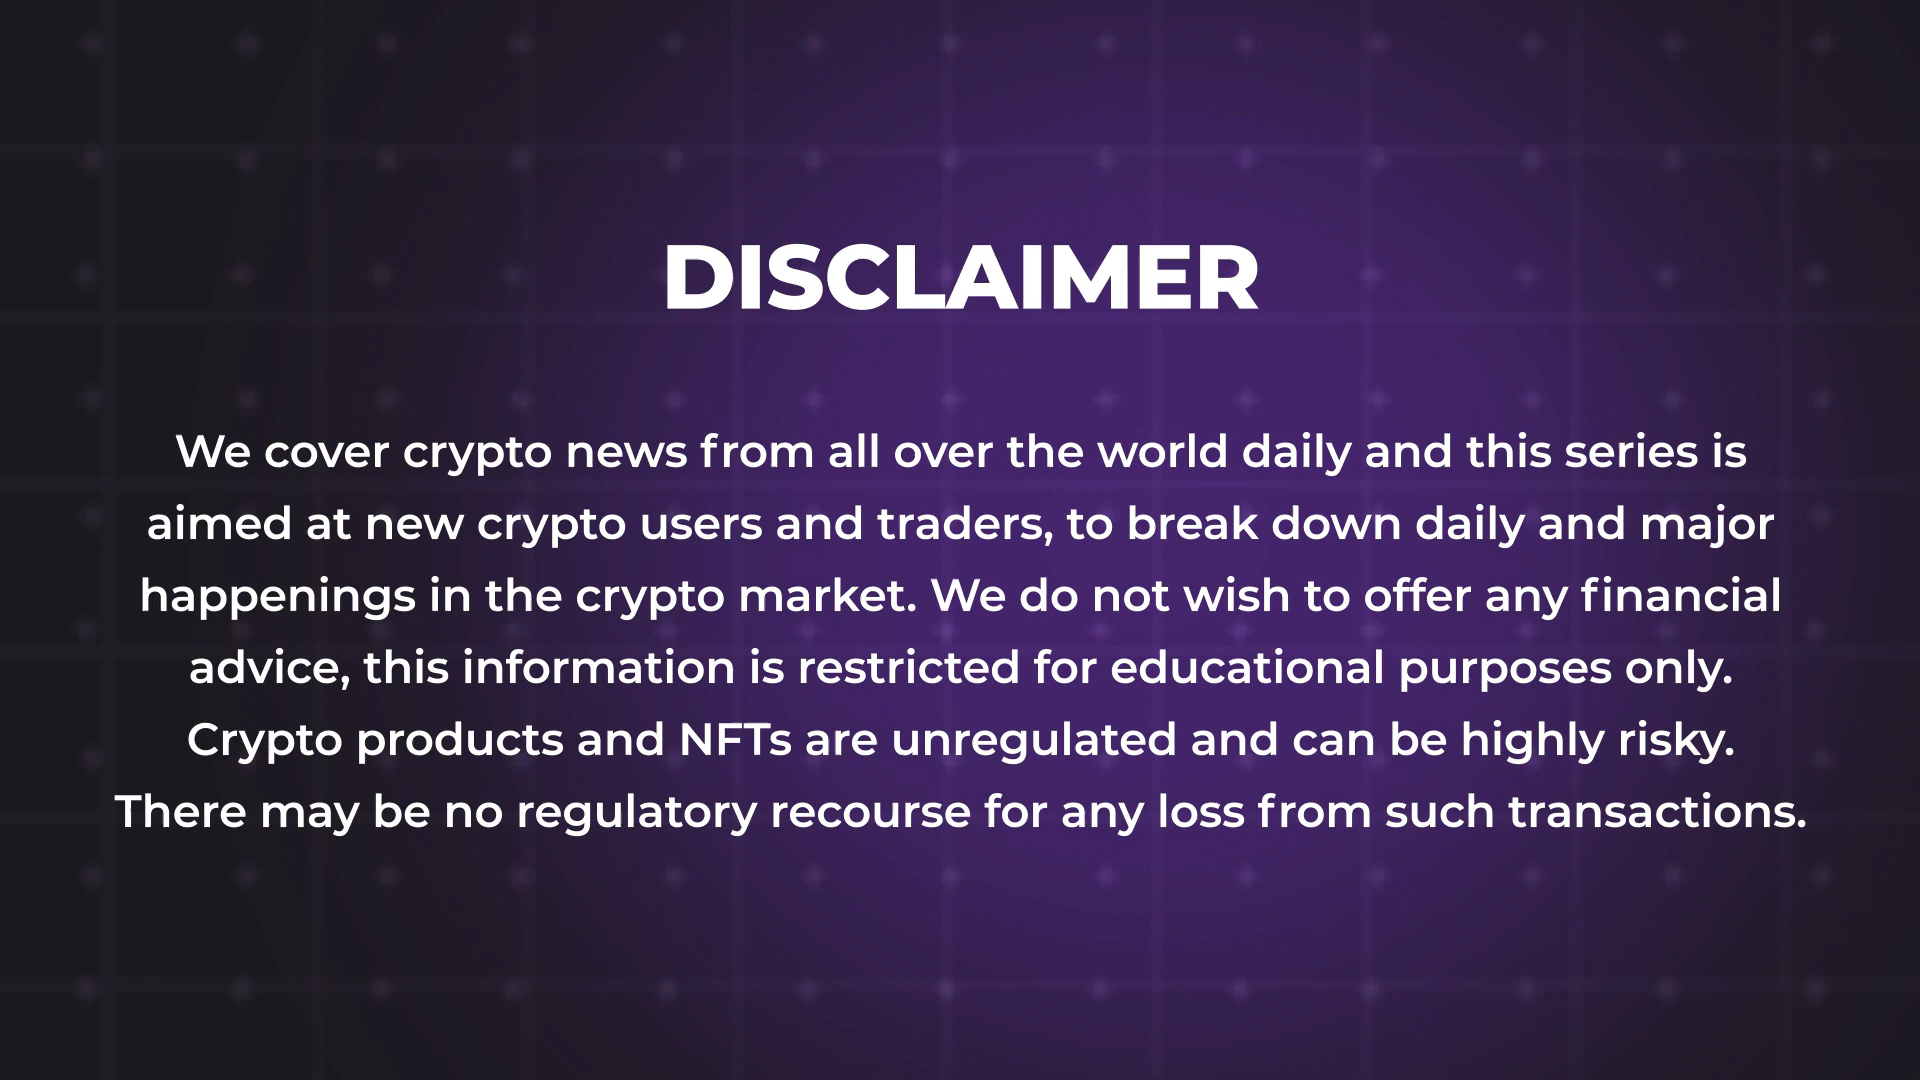 DISCLAIMER
We cover crypto news from all over the world daily and this series is
aimed at new crypto users and traders, to break down daily and major
happenings in the crypto market. We do not wish to offer any financial
advice, this information is restricted for educational purposes only.
Crypto products and NFTs are unregulated and can be highly risky.
There may be no regulatory recourse for any loss from such transactions.